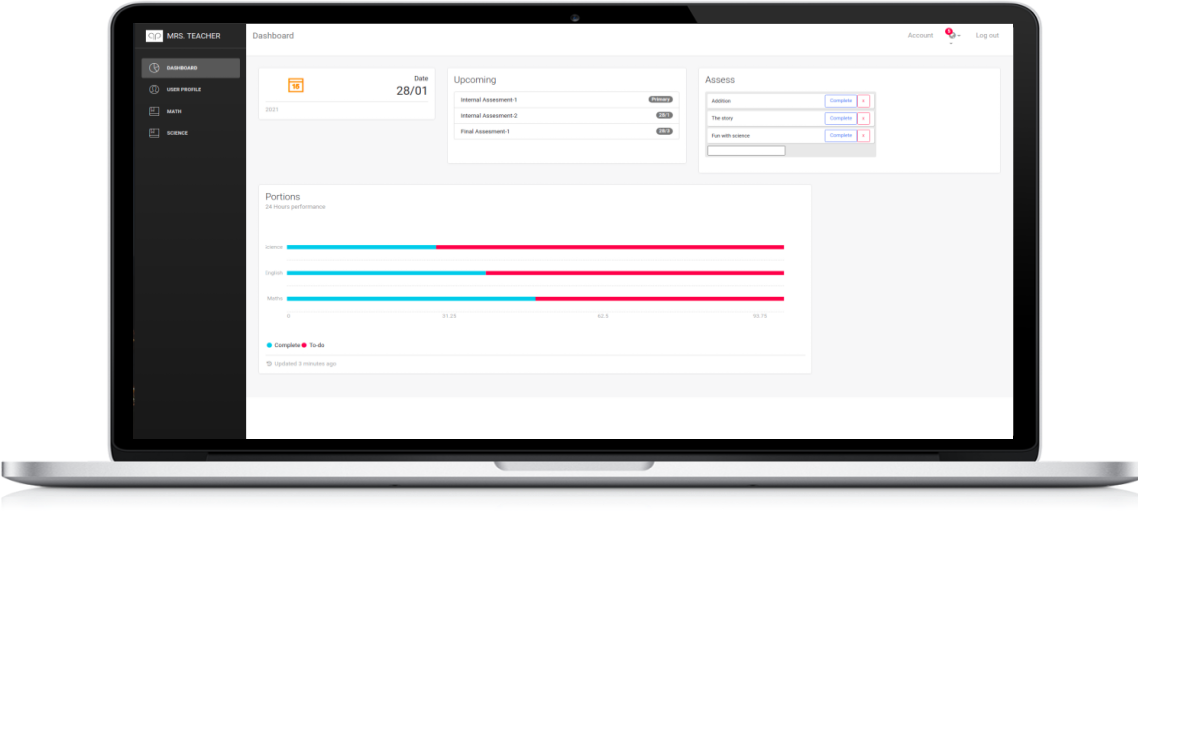 MRS. TEACHER
DASHBOARD
USER PROFILE
MATH
SCIENCE
Dashboard
Account
Log out
Date
28/01
2021
Upcoming
Internal Assesment-1 Primary
Internal Assesment-2 28/1
Final Assesment-1 28/3
Assess
Addition Complete x
The story Complete x
Fun with science Complete x
Portions
24 Hours performance
Science
English
Maths
0 31.25 62.5 93.75
Complete To-do
Updated 3 minutes ago